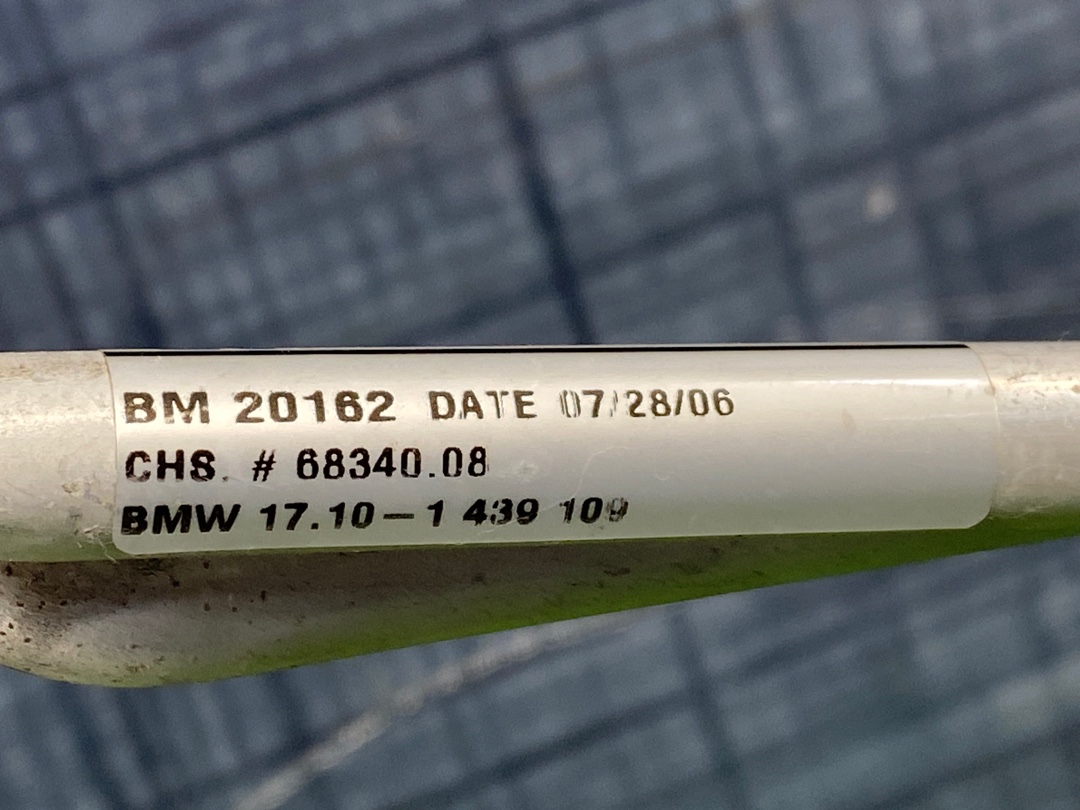 BM 20162 DATE 07/28/06
CHS. # 68340.08
BMW 17.10-1 439 109